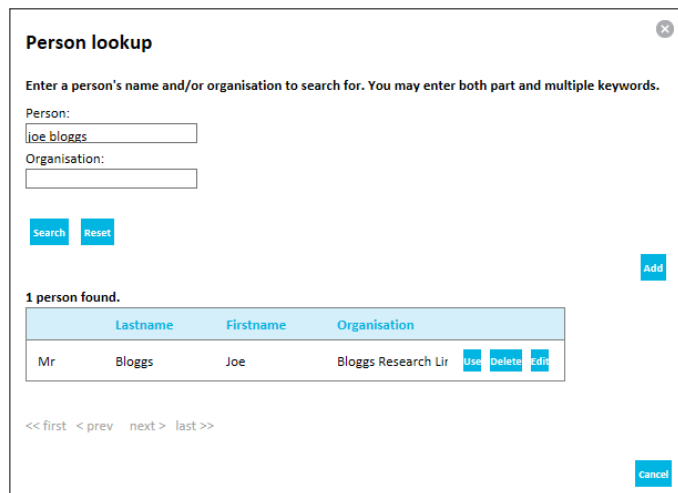 Person lookup
Enter a person's name and/or organisation to search for. You may enter both part and multiple keywords.
Person:
joe bloggs
Organisation:
Search Reset
Add
1 person found.
Lastname Firstname Organisation
Mr Bloggs Joe Bloggs Research Use Delete Edit
<< first < prev next > last >>
Cancel